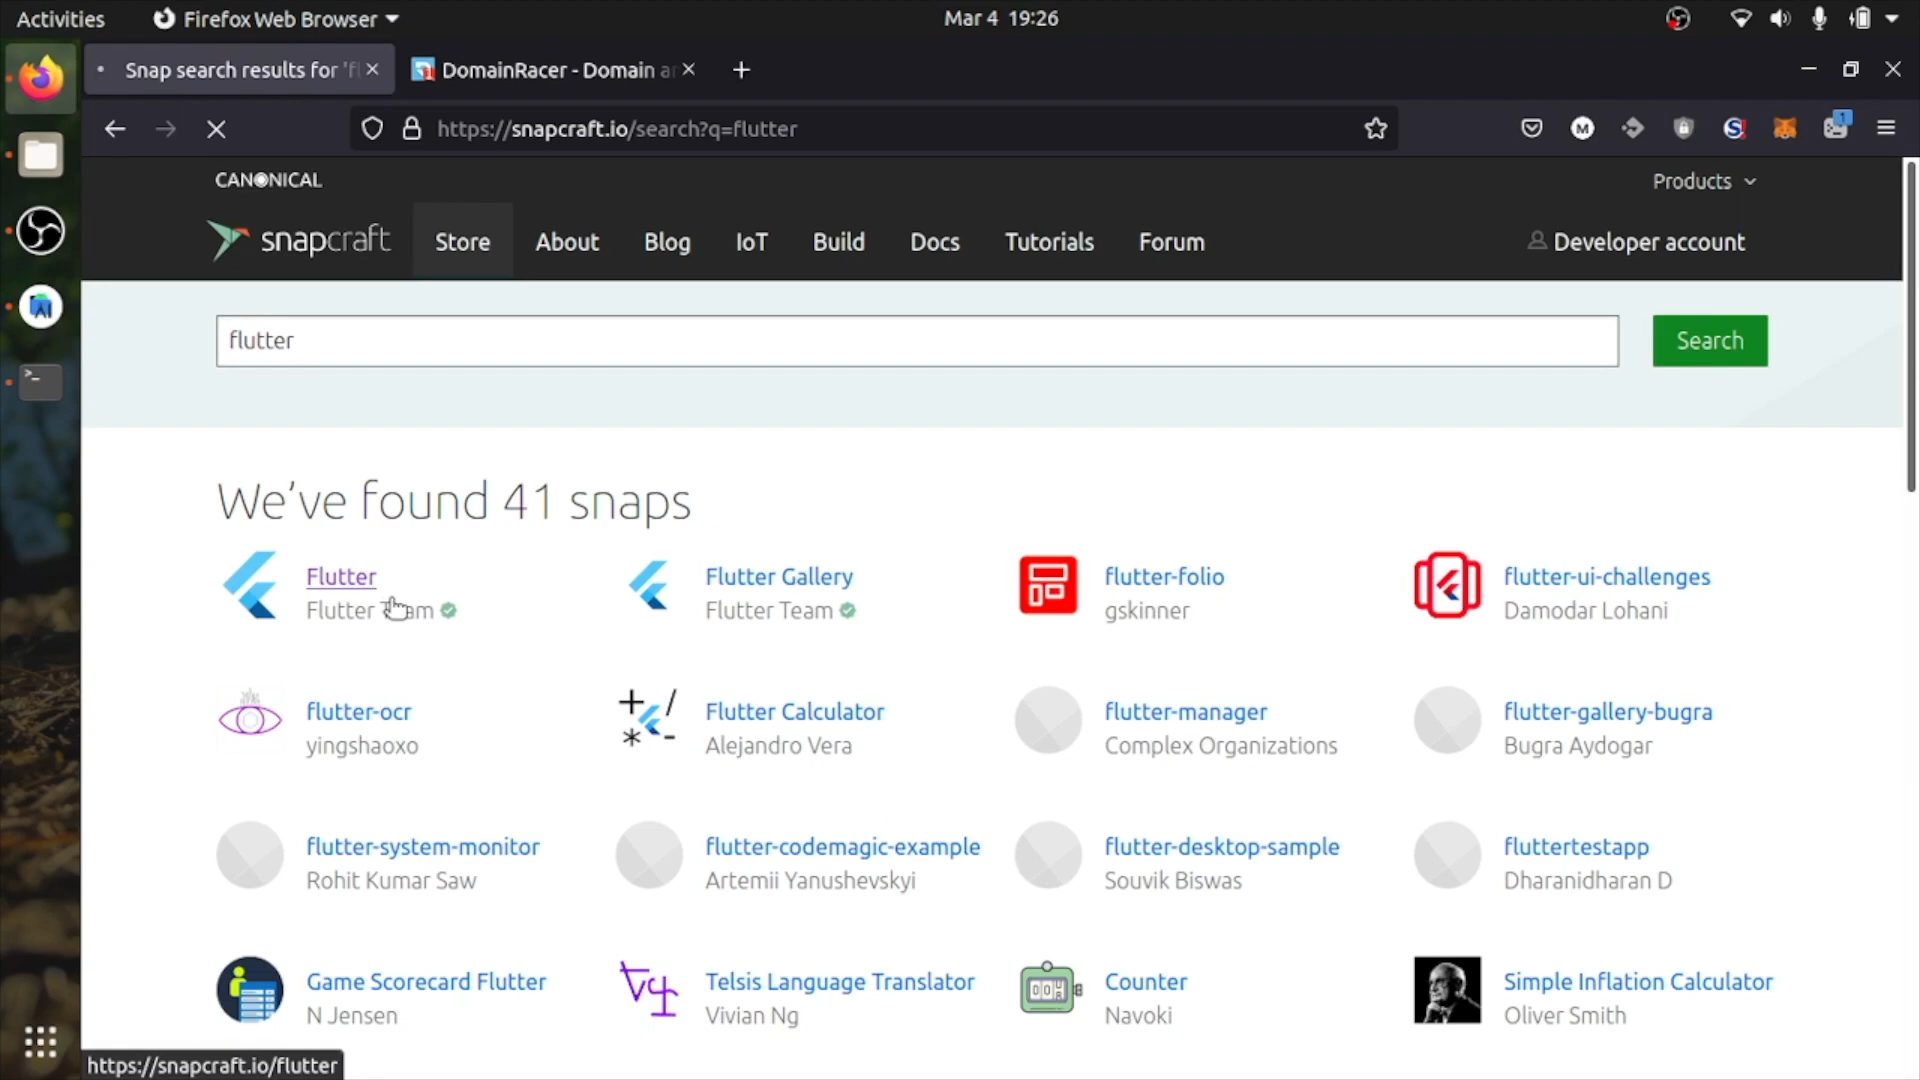 Activities
Firefox Web Browser
Mar 4 19:26
Snap search results for 'fl
DomainRacer - Domain a
https://snapcraft.io/search?q=flutter
CANONICAL
Products
snapcraft
Store
About
Blog
IoT
Build
Docs
Tutorials
Forum
Developer account
flutter
Search
We've found 41 snaps
Flutter
Flutter Team
Flutter Gallery
Flutter Team
flutter-folio
gskinner
flutter-ui-challenges
Damodar Lohani
flutter-ocr
yingshaoxo
Flutter Calculator
Alejandro Vera
flutter-manager
Complex Organizations
flutter-gallery-bugra
Bugra Aydogar
flutter-system-monitor
Rohit Kumar Saw
flutter-codemagic-example
Artemii Yanushevskyi
flutter-desktop-sample
Souvik Biswas
fluttertestapp
Dharanidharan D
Game Scorecard Flutter
N Jensen
Telsis Language Translator
Vivian Ng
Counter
Navoki
Simple Inflation Calculator
Oliver Smith
https://snapcraft.io/flutter